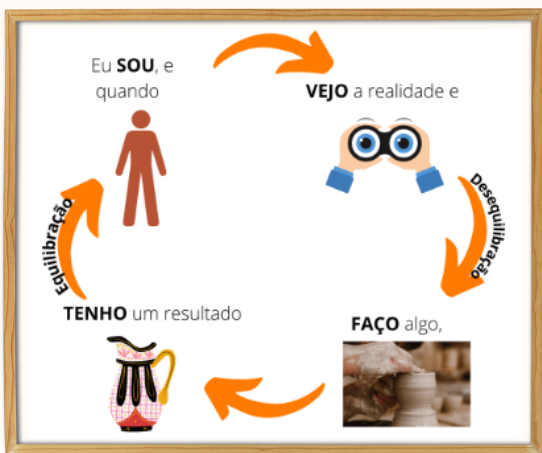 Eu SOU, e
quando
VEJO a realidade e
Desequilibração
FAÇO algo,
TENHO um resultado
Equilibração